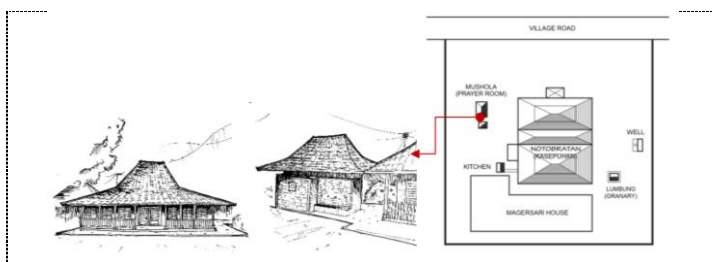 VILLAGE ROAD
MUSHOLA
(PRAYER ROOM)
WELL
NOTOBRATAN
(KASEPUHAN)
KITCHEN
LUMBUNG
(GRANARY)
MAGERSARI HOUSE